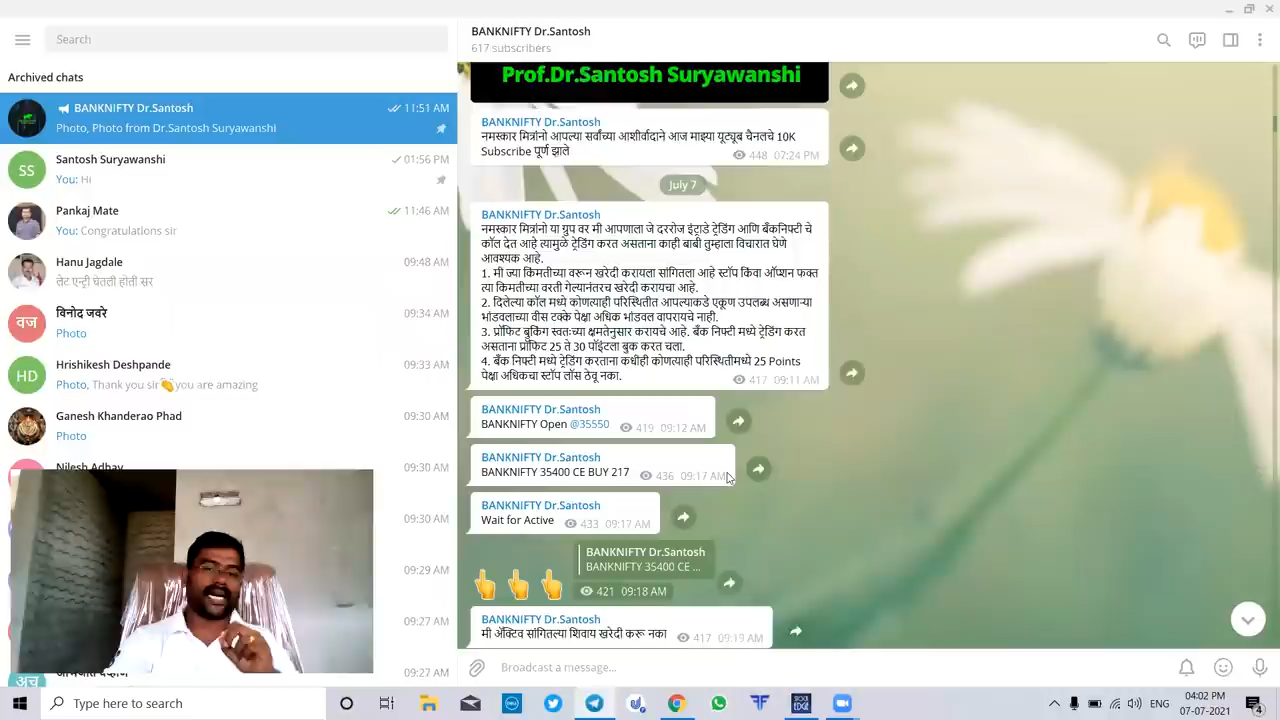 Search
Archived chats
BANKNIFTY Dr.Santosh
11:51 AM
Photo, Photo from Dr.Santosh Suryawanshi
SS
Santosh Suryawanshi
01:56 PM
You: Hi
Pankaj Mate
11:46 AM
You: Congratulations sir
Hanu Jagdale
09:48 AM
लेट एन्ट्री घेतली होती सर
वज
विनोद जवरे
09:34 AM
Photo
HD
Hrishikesh Deshpande
09:33 AM
Photo, Thank you sir👏you are amazing
Ganesh Khanderao Phad
09:30 AM
Photo
Nilesh Adhav
09:30 AM
09:30 AM
09:29 AM
09:27 AM
अच
09:27 AM
BANKNIFTY Dr.Santosh
617 subscribers
Prof.Dr.Santosh Suryawanshi
BANKNIFTY Dr.Santosh
नमस्कार मित्रांनो आपल्या सर्वांच्या आशीर्वादाने आज माझ्या यूट्यूब चैनलचे 10K
Subscribe पूर्ण झाले
448 07:24 PM
July 7
BANKNIFTY Dr.Santosh
नमस्कार मित्रांनो या ग्रुप वर मी आपणाला जे दररोज इंट्राडे ट्रेडिंग आणि बँकनिफ्टी चे
कॉल देत आहे त्यामुळे ट्रेडिंग करत असताना काही बाबी तुम्हाला विचारात घेणे
आवश्यक आहे.
1. मी ज्या किमतीच्या वरून खरेदी करायला सांगितला आहे स्टॉप किंवा ऑप्शन फक्त
त्या किमतीच्या वरती गेल्यानंतरच खरेदी करायचा आहे.
2. दिलेल्या कॉल मध्ये कोणत्याही परिस्थितीत आपल्याकडे एकूण उपलब्ध असणाऱ्या
भांडवलाच्या वीस टक्के पेक्षा अधिक भांडवल वापरायचे नाही.
3. प्रॉफिट बुकिंग स्वतःच्या क्षमतेनुसार करायचे आहे. बँक निफ्टी मध्ये ट्रेडिंग करत
असताना प्रॉफिट 25 ते 30 पॉइंटला बुक करत चला.
4. बँक निफ्टी मध्ये ट्रेडिंग करताना कधीही कोणत्याही परिस्थितीमध्ये 25 Points
पेक्षा अधिकचा स्टॉप लॉस ठेवू नका.
417 09:11 AM
BANKNIFTY Dr.Santosh
BANKNIFTY Open @35550
419 09:12 AM
BANKNIFTY Dr.Santosh
BANKNIFTY 35400 CE BUY 217
436 09:17 AM
BANKNIFTY Dr.Santosh
Wait for Active
433 09:17 AM
BANKNIFTY Dr.Santosh
BANKNIFTY 35400 CE ...
👆👆👆
421 09:18 AM
BANKNIFTY Dr.Santosh
मी ॲक्टिव सांगितल्या शिवाय खरेदी करू नका
417 09:19 AM
Broadcast a message...
Type here to search
DELL
STOCK EDGE
ENG
04:02 PM
07-07-2021
4